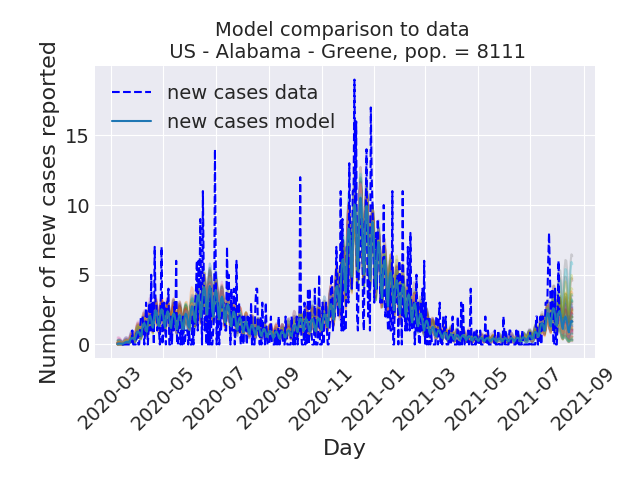 Model comparison to data
US - Alabama - Greene, pop. = 8111
new cases data
new cases model
Number of new cases reported
15
10
5
0
2020-03
2020-05
2020-07
2020-09
2020-11
2021-01
2021-03
2021-05
2021-07
2021-09
Day